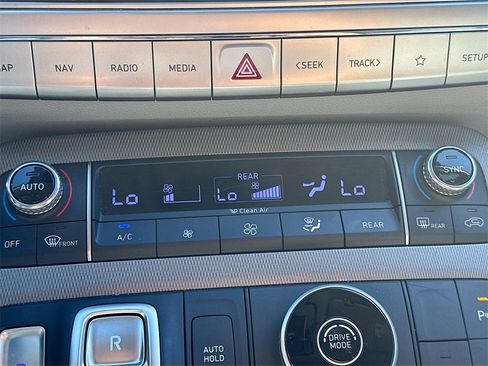 AP NAV RADIO MEDIA < SEEK TRACK > SETUP
AUTO
SYNC
REAR
Lo Lo Lo
Clean Air
OFF FRONT A/C REAR REAR
R
AUTO HOLD
DRIVE MODE
P